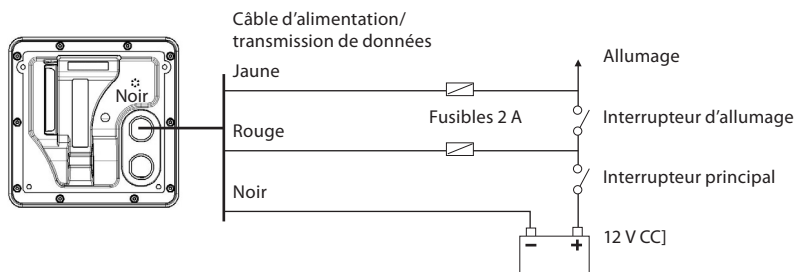 Câble d’alimentation/
transmission de données
Jaune
Allumage
Noir
Fusibles 2 A
Interrupteur d’allumage
Rouge
Interrupteur principal
Noir
12 V CC]
– +